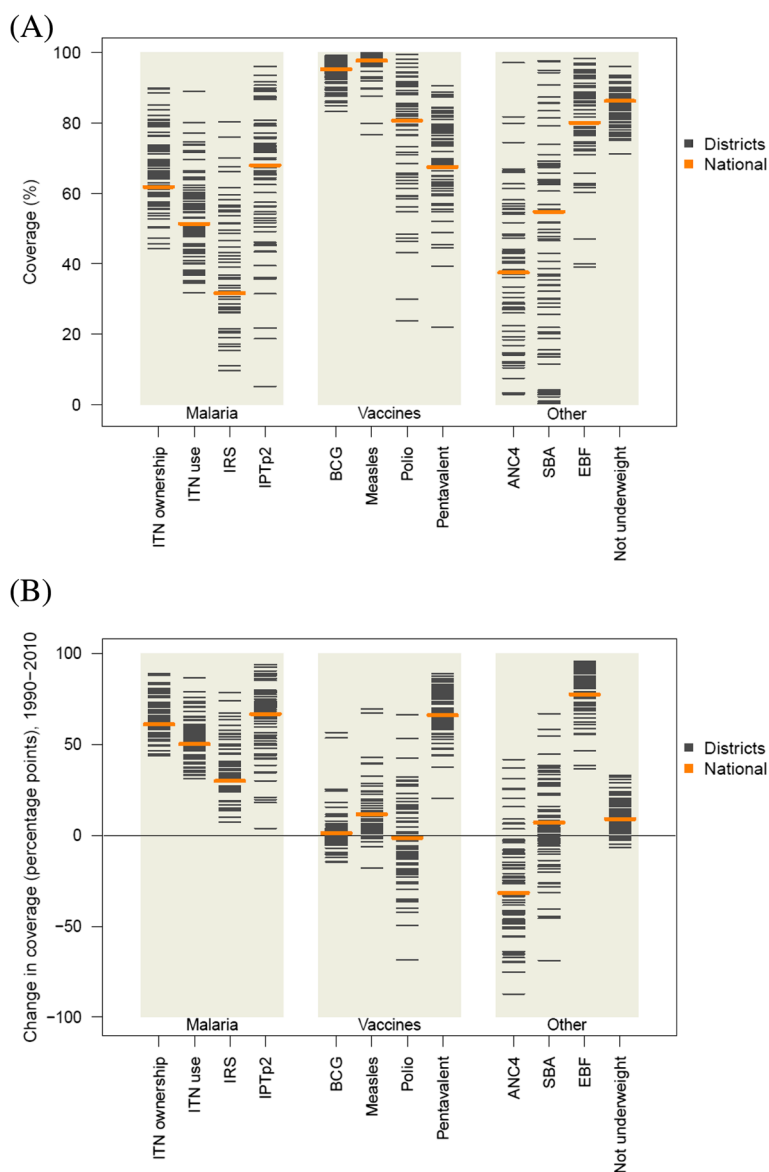 (A)
Coverage (%)
100
80
60
40
20
0
Malaria
Vaccines
Other
ITN ownership
ITN use
IRS
IPTp2
BCG
Measles
Polio
Pentavalent
ANC4
SBA
EBF
Not underweight
Districts
National
(B)
Change in coverage (percentage points), 1990−2010
100
50
0
−50
−100
Malaria
Vaccines
Other
ITN ownership
ITN use
IRS
IPTp2
BCG
Measles
Polio
Pentavalent
ANC4
SBA
EBF
Not underweight
Districts
National